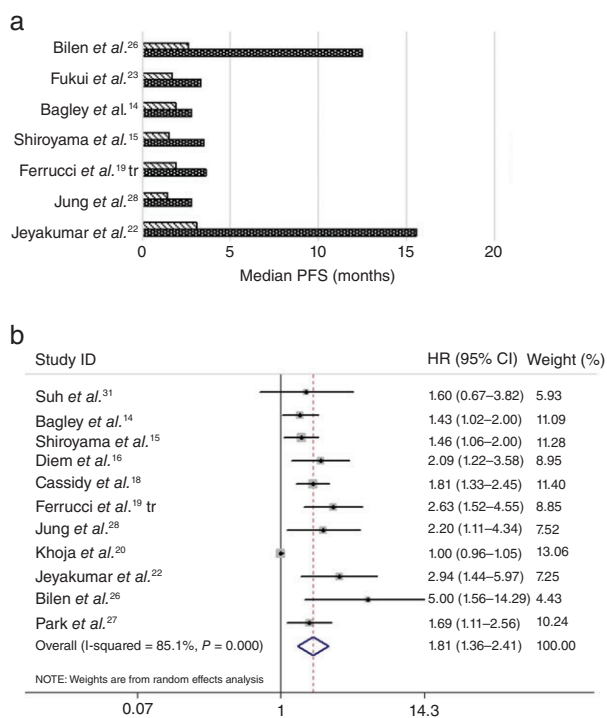 a
Bilen et al.26
Fukui et al.23
Bagley et al.14
Shiroyama et al.15
Ferrucci et al.19 tr
Jung et al.28
Jeyakumar et al.22
0 5 10 15 20
Median PFS (months)
b
Study ID HR (95% CI) Weight (%)
Suh et al.31 1.60 (0.67–3.82) 5.93
Bagley et al.14 1.43 (1.02–2.00) 11.09
Shiroyama et al.15 1.46 (1.06–2.00) 11.28
Diem et al.16 2.09 (1.22–3.58) 8.95
Cassidy et al.18 1.81 (1.33–2.45) 11.40
Ferrucci et al.19 tr 2.63 (1.52–4.55) 8.85
Jung et al.28 2.20 (1.11–4.34) 7.52
Khoja et al.20 1.00 (0.96–1.05) 13.06
Jeyakumar et al.22 2.94 (1.44–5.97) 7.25
Bilen et al.26 5.00 (1.56–14.29) 4.43
Park et al.27 1.69 (1.11–2.56) 10.24
Overall (I-squared = 85.1%, P = 0.000) 1.81 (1.36–2.41) 100.00
NOTE: Weights are from random effects analysis
0.07 1 14.3